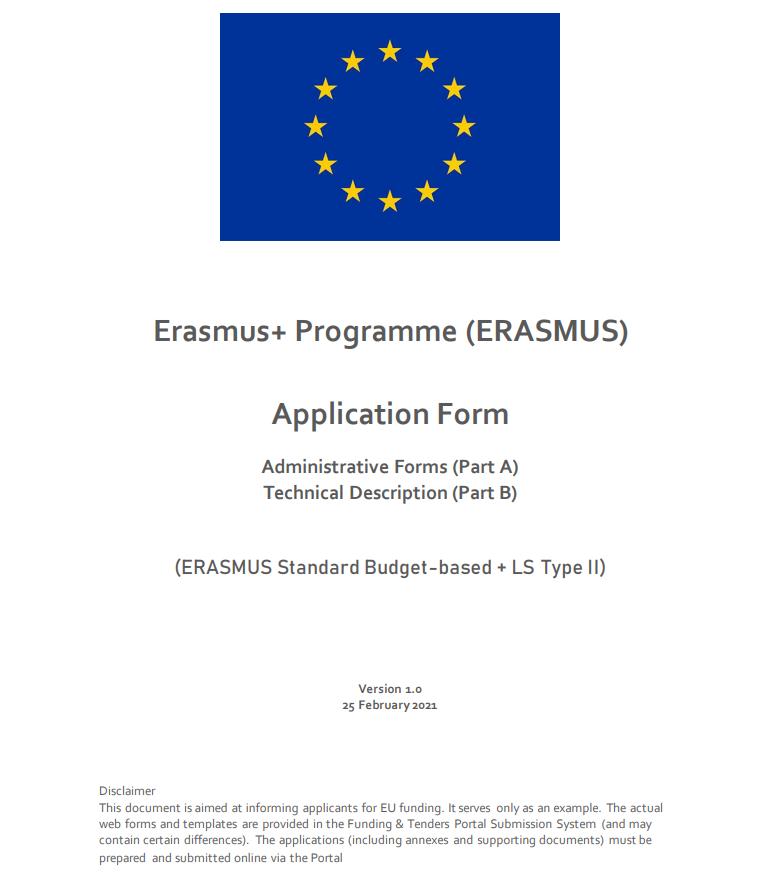 Erasmus+ Programme (ERASMUS)
Application Form
Administrative Forms (Part A)
Technical Description (Part B)
(ERASMUS Standard Budget-based + LS Type II)
Version 1.0
25 February 2021
Disclaimer
This document is aimed at informing applicants for EU funding. It serves only as an example. The actual
web forms and templates are provided in the Funding & Tenders Portal Submission System (and may
contain certain differences). The applications (including annexes and supporting documents) must be
prepared and submitted online via the Portal